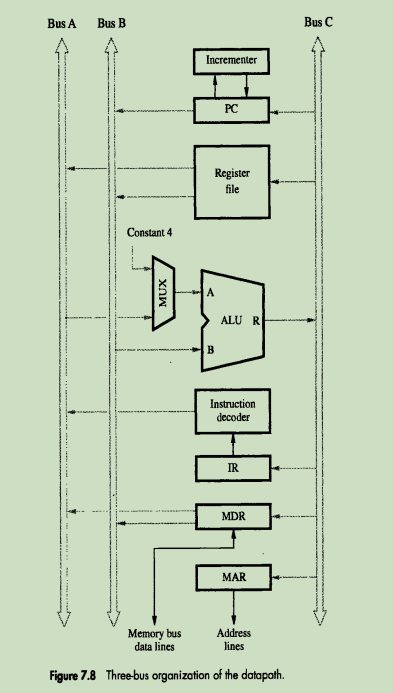 Bus A Bus B Bus C
Incrementer
PC
Register
file
Constant 4
MUX
A
ALU R
B
Instruction
decoder
IR
MDR
MAR
Memory bus
data lines
Address
lines
Figure 7.8 Three-bus organization of the datapath.